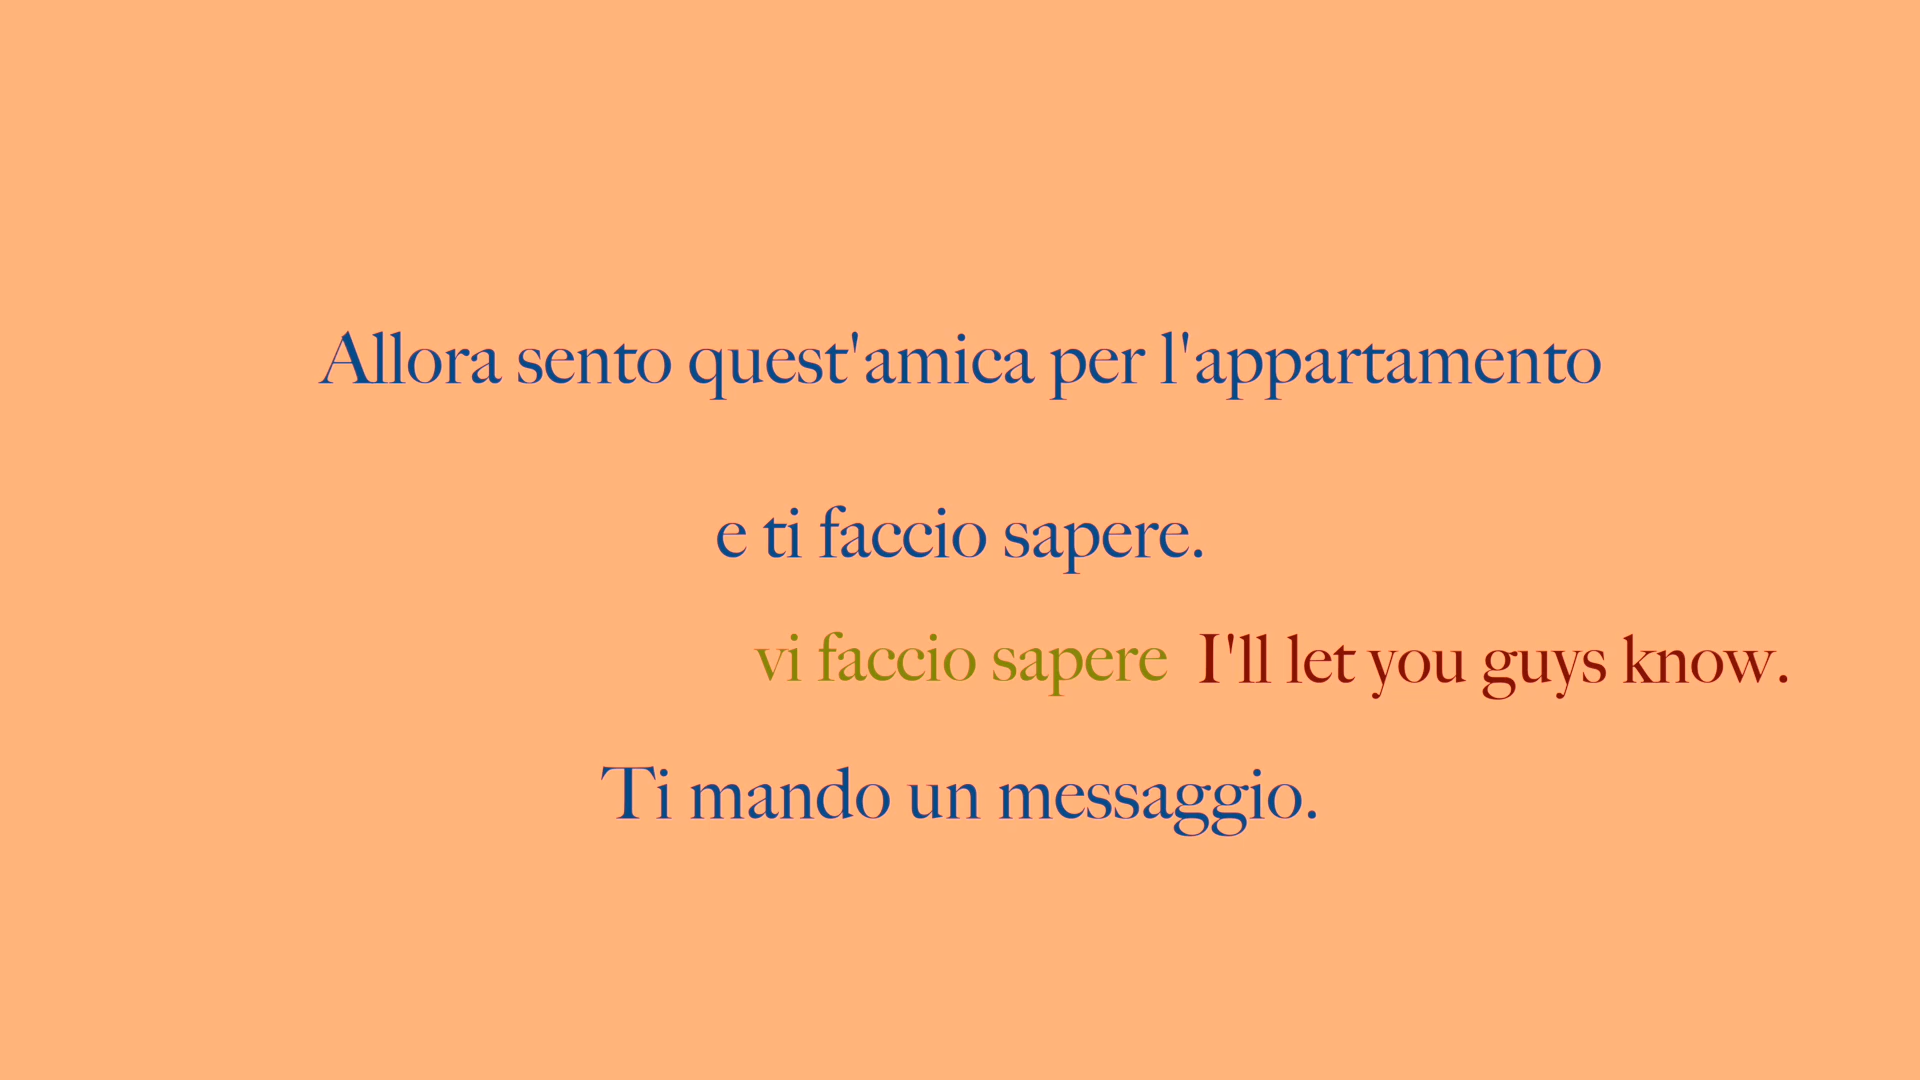 Allora sento quest'amica per l'appartamento
e ti faccio sapere.
vi faccio sapere I'll let you guys know.
Ti mando un messaggio.